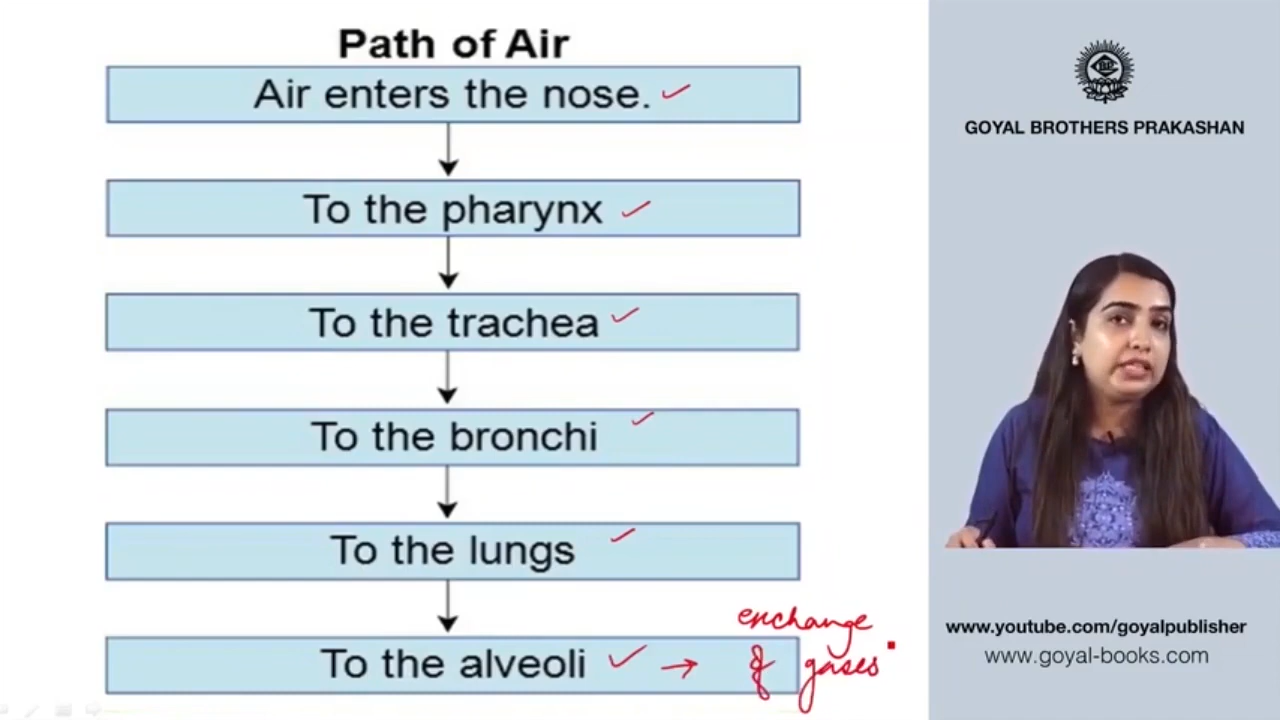 Path of Air
Air enters the nose.
To the pharynx
To the trachea
To the bronchi
To the lungs
To the alveoli → exchange
of gases
GOYAL BROTHERS PRAKASHAN
www.youtube.com/goyalpublisher
www.goyal-books.com